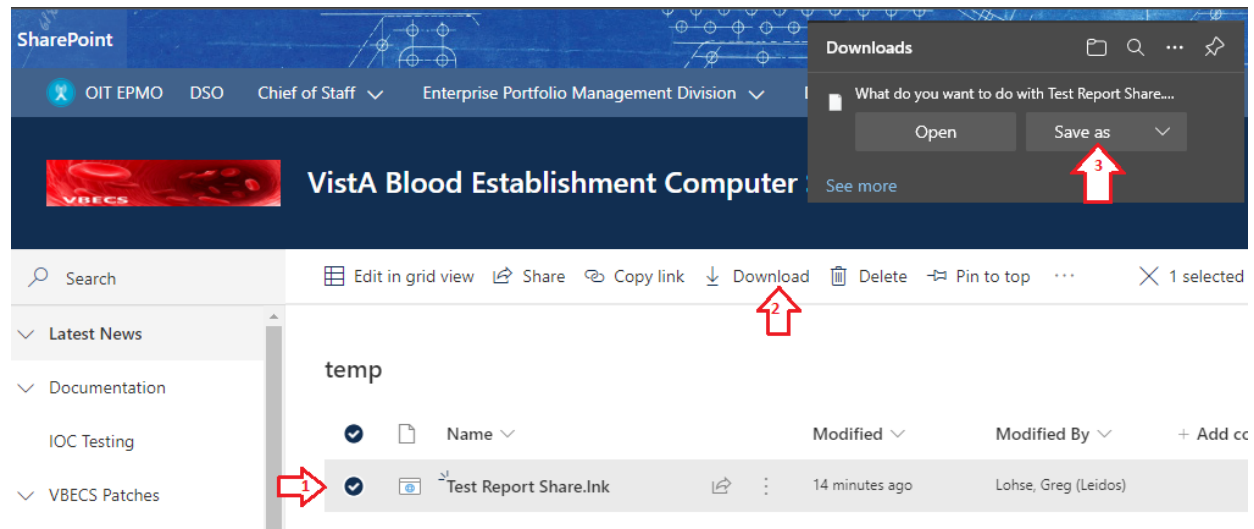 SharePoint
OIT EPMO DSO Chief of Staff Enterprise Portfolio Management Division
Downloads
What do you want to do with Test Report Share....
Open Save as
3
See more
VBECS
VistA Blood Establishment Computer
Search
Edit in grid view Share Copy link Download Delete Pin to top ... 1 selected
2
Latest News
Documentation
IOC Testing
VBECS Patches
temp
Name Modified Modified By + Add co
1 Test Report Share.lnk 14 minutes ago Lohse, Greg (Leidos)